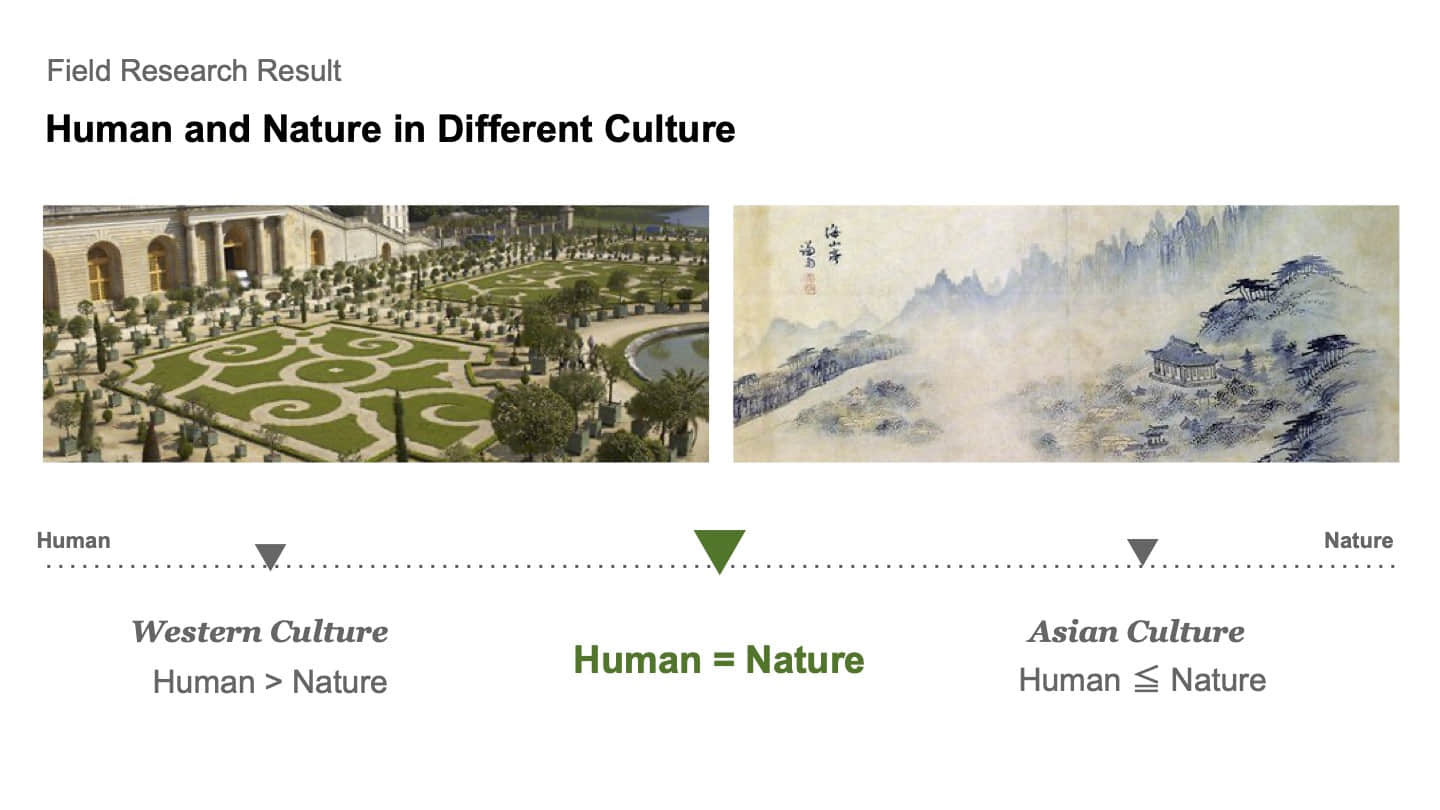 Field Research Result
Human and Nature in Different Culture
海山亭
Human
Nature
Western Culture
Human > Nature
Human = Nature
Asian Culture
Human ≦ Nature